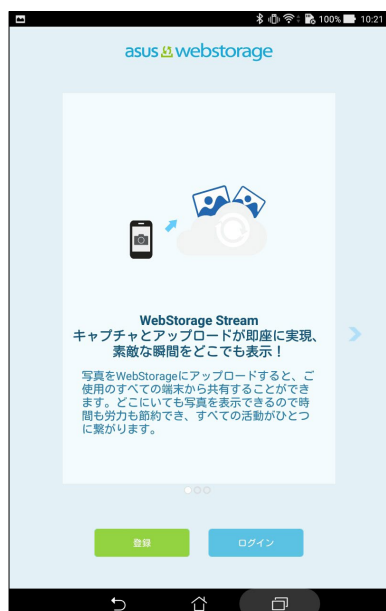 100% 10:21
asus webstorage
WebStorage Stream
キャプチャとアップロードが即座に実現、
素敵な瞬間をどこでも表示！
写真をWebStorageにアップロードすると、ご
使用のすべての端末から共有することができ
ます。どこにいても写真を表示できるので時
間も労力も節約でき、すべての活動がひとつ
に繋がります。
登録
ログイン